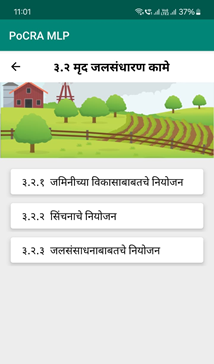 11:01
37%
PoCRA MLP
३.२ मृद जलसंधारण कामे
३.२.१ जमिनीच्या विकासाबाबतचे नियोजन
३.२.२ सिंचनाचे नियोजन
३.२.३ जलसंसाधनाबाबतचे नियोजन